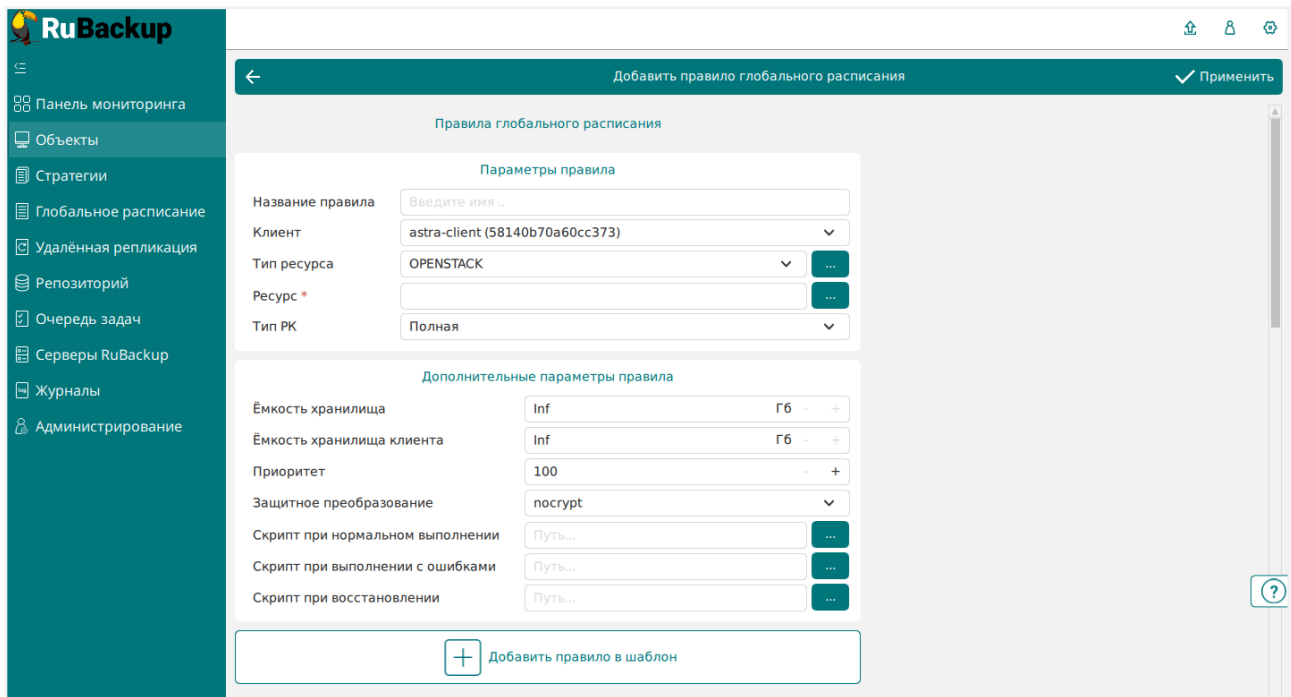 RuBackup
Добавить правило глобального расписания
Применить
Панель мониторинга
Объекты
Стратегии
Глобальное расписание
Удалённая репликация
Репозиторий
Очередь задач
Серверы RuBackup
Журналы
Администрирование
Правила глобального расписания
Параметры правила
Название правила Введите имя ..
Клиент astra-client (58140b70a60cc373)
Тип ресурса OPENSTACK ...
Ресурс * ...
Тип РК Полная
Дополнительные параметры правила
Ёмкость хранилища Inf Гб - +
Ёмкость хранилища клиента Inf Гб - +
Приоритет 100 - +
Защитное преобразование nocrypt
Скрипт при нормальном выполнении Путь... ...
Скрипт при выполнении с ошибками Путь... ...
Скрипт при восстановлении Путь... ...
Добавить правило в шаблон
?